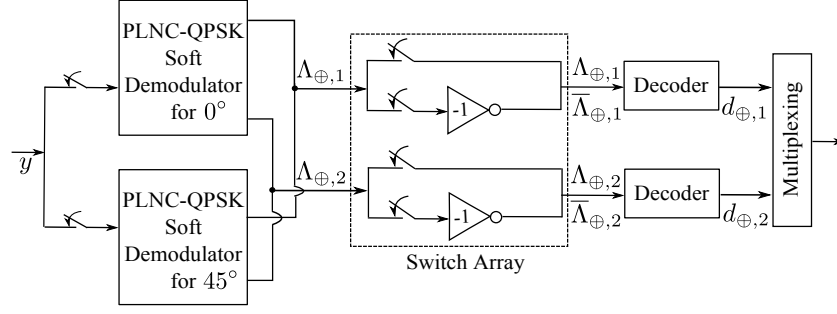 PLNC-QPSK
Soft
Demodulator
for 0°
y
PLNC-QPSK
Soft
Demodulator
for 45°
Λ⊕,1
Λ⊕,2
-1
-1
Switch Array
Λ⊕,1
Λ̅⊕,1
Λ⊕,2
Λ̅⊕,2
Decoder
Decoder
d⊕,1
d⊕,2
Multiplexing